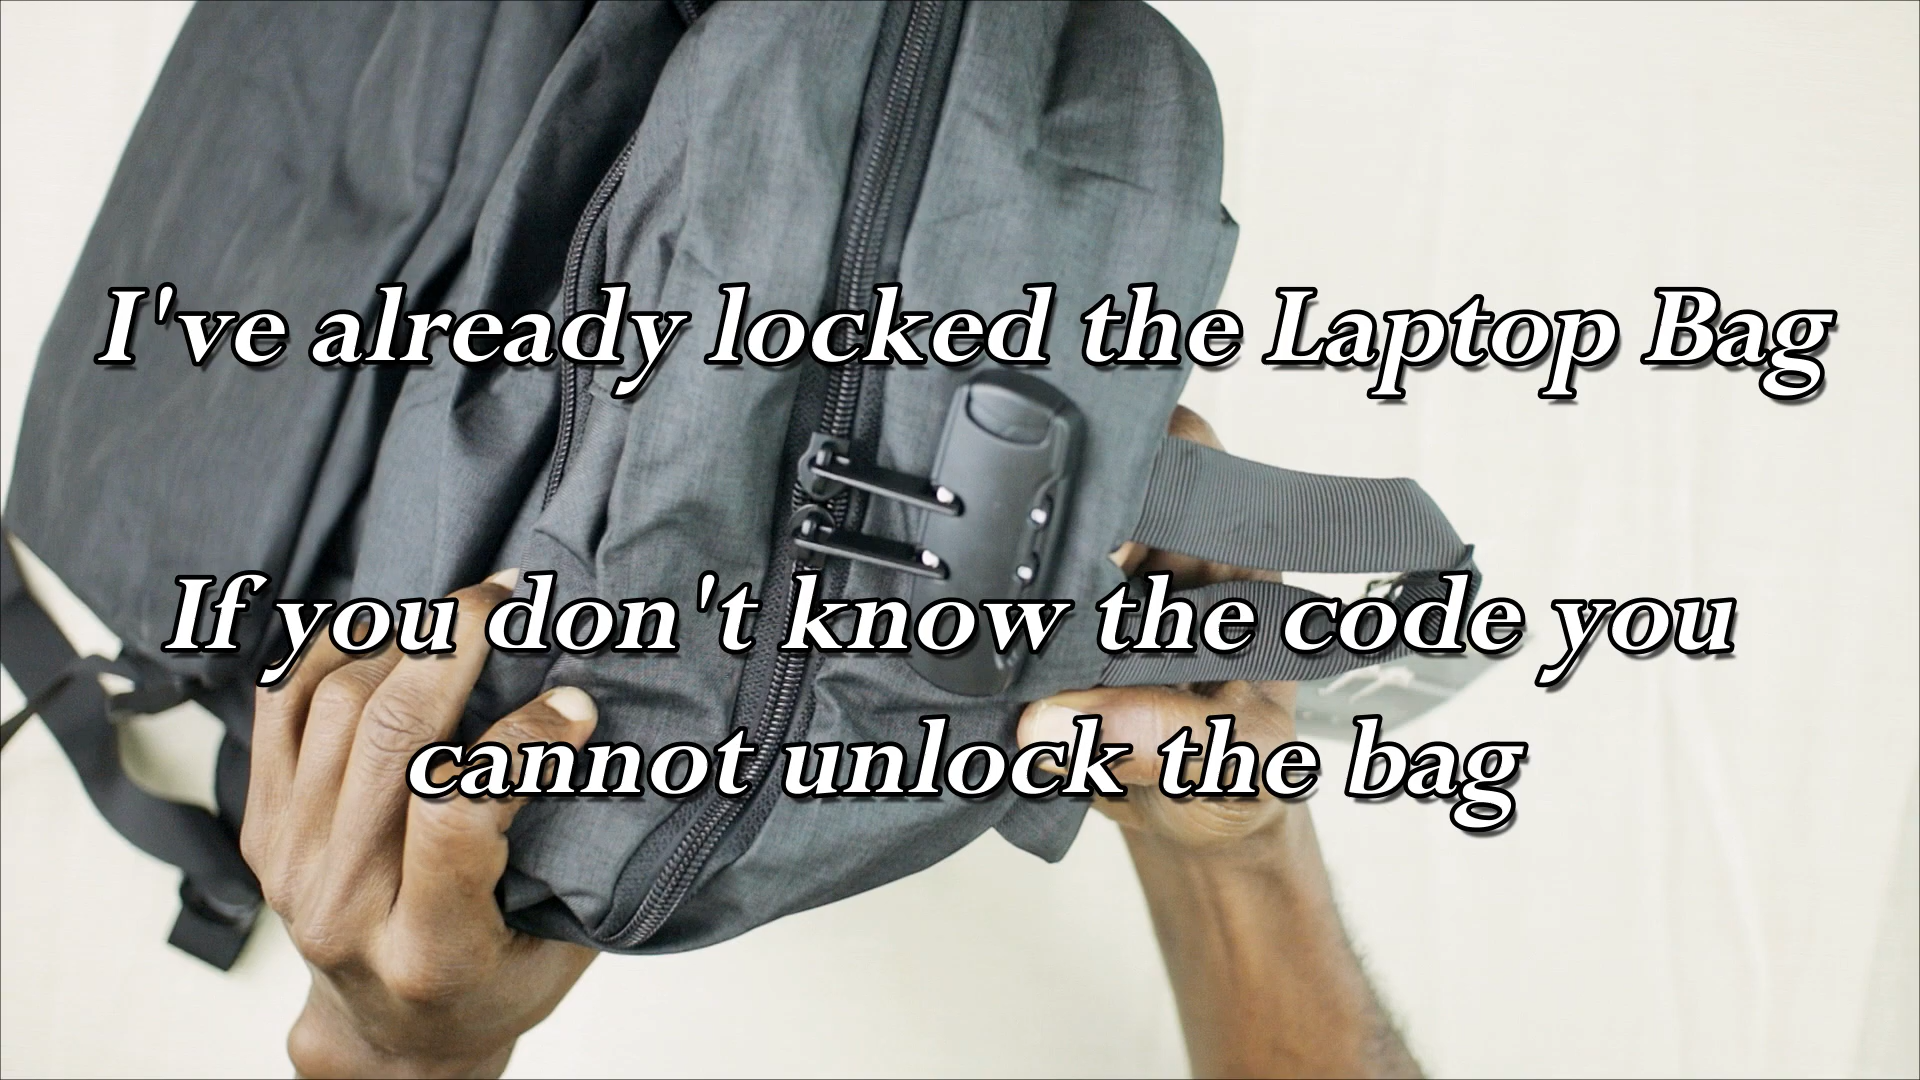 I've already locked the Laptop Bag
If you don't know the code you
cannot unlock the bag